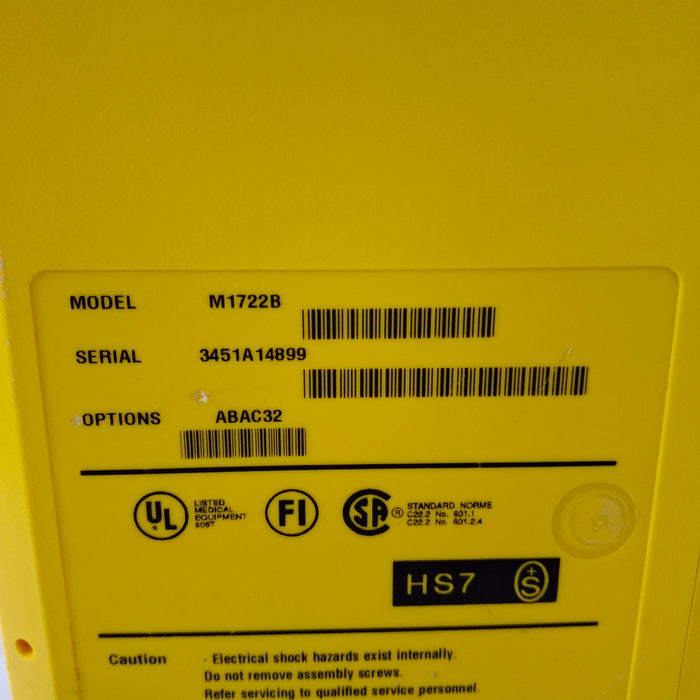 MODEL M1722B
SERIAL 3451A14899
OPTIONS ABAC32
UL LISTED
MEDICAL
EQUIPMENT
605T
FI
SA ® STANDARD NORME
C22.2 No. 601.1
C22.2 No. 601.2.4
HS7 +S
Caution - Electrical shock hazards exist internally.
Do not remove assembly screws.
Refer servicing to qualified service personnel.